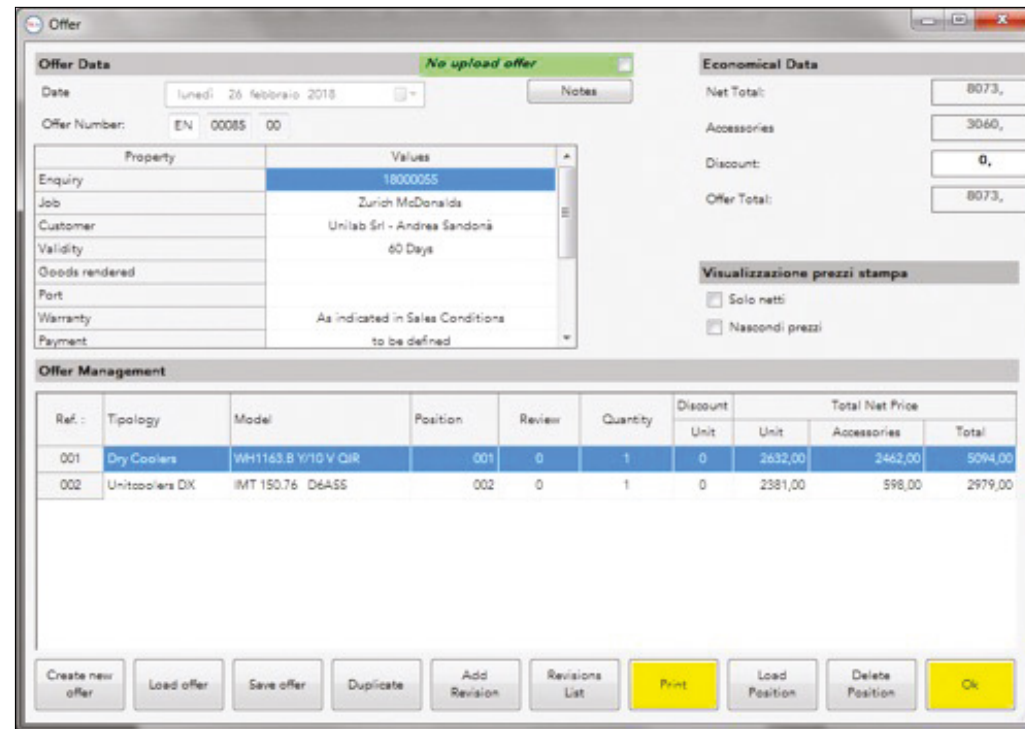 Offer
Offer Data
No upload offer
Economical Data
Date
lunedì 26 febbraio 2018
Notes
Net Total:
8073,
Offer Number:
EN 00085 00
Accessories
3060,
Property
Values
Discount:
0,
Enquiry
18000055
Job
Zurich McDonalds
Offer Total:
8073,
Customer
Unilab Srl - Andrea Sandonà
Validity
60 Days
Goods rendered
Port
Warranty
As indicated in Sales Conditions
Payment
to be defined
Visualizzazione prezzi stampa
Solo netti
Nascondi prezzi
Offer Management
Ref. : Tipology Model Position Review Quantity Discount Total Net Price
Unit Unit Accessories Total
001 Dry Coolers WH1163.B Y/10 V QIR 001 0 1 0 2632,00 2462,00 5094,00
002 Unitcoolers DX IMT 150.76 D6A55 002 0 1 0 2381,00 598,00 2979,00
Create new
offer
Load offer
Save offer
Duplicate
Add
Revision
Revisions
List
Print
Load
Position
Delete
Position
Ok